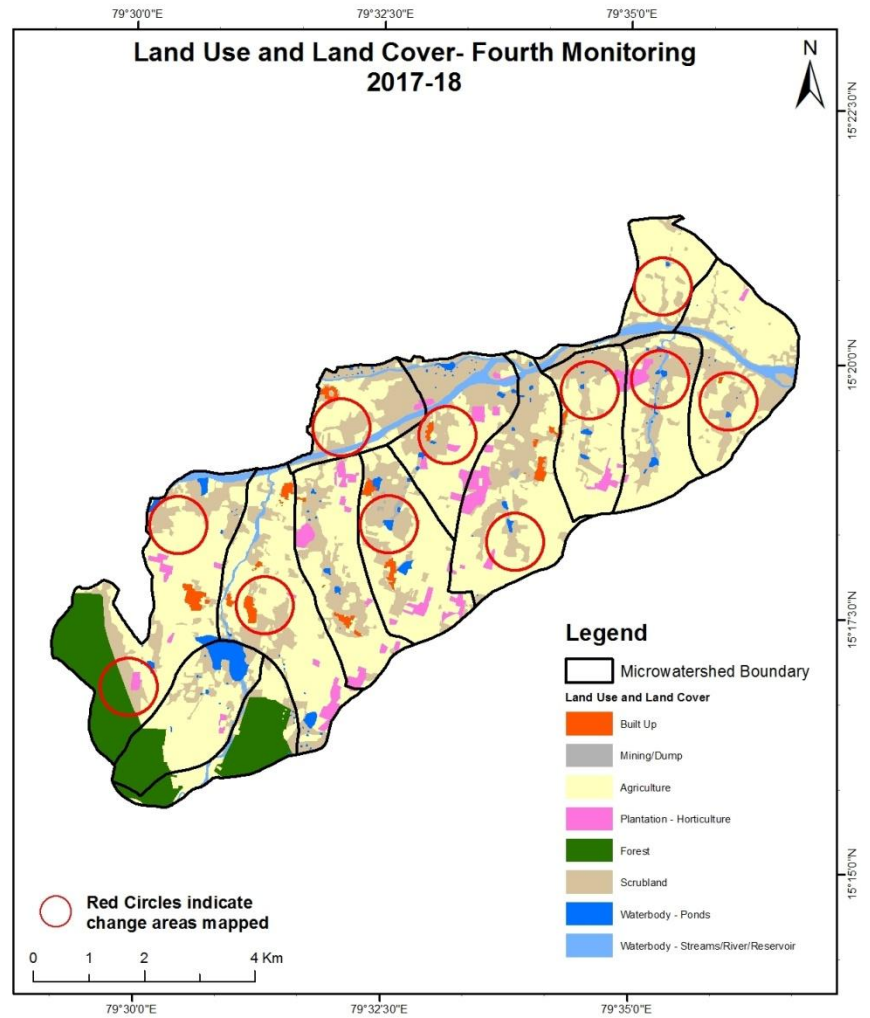 79°30'0"E 79°32'30"E 79°35'0"E
Land Use and Land Cover- Fourth Monitoring
2017-18
N
15°22'30"N
15°20'0"N
15°17'30"N
15°15'0"N
Legend
Microwatershed Boundary
Land Use and Land Cover
Built Up
Mining/Dump
Agriculture
Plantation - Horticulture
Forest
Scrubland
Waterbody - Ponds
Waterbody - Streams/River/Reservoir
Red Circles indicate
change areas mapped
0 1 2 4 Km
79°30'0"E 79°32'30"E 79°35'0"E